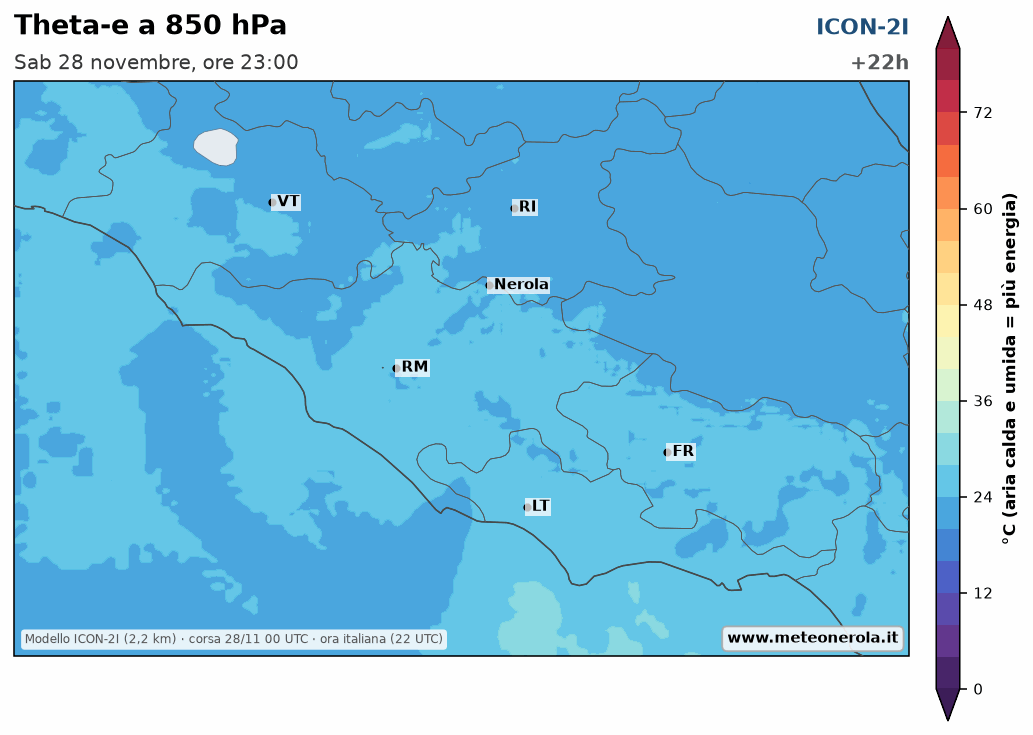 Theta-e a 850 hPa
ICON-2I
Sab 28 novembre, ore 23:00
+22h
VT
RI
Nerola
RM
FR
LT
Modello ICON-2I (2,2 km) · corsa 28/11 00 UTC · ora italiana (22 UTC)
www.meteonerola.it
72
60
48
36
24
12
0
°C (aria calda e umida = più energia)